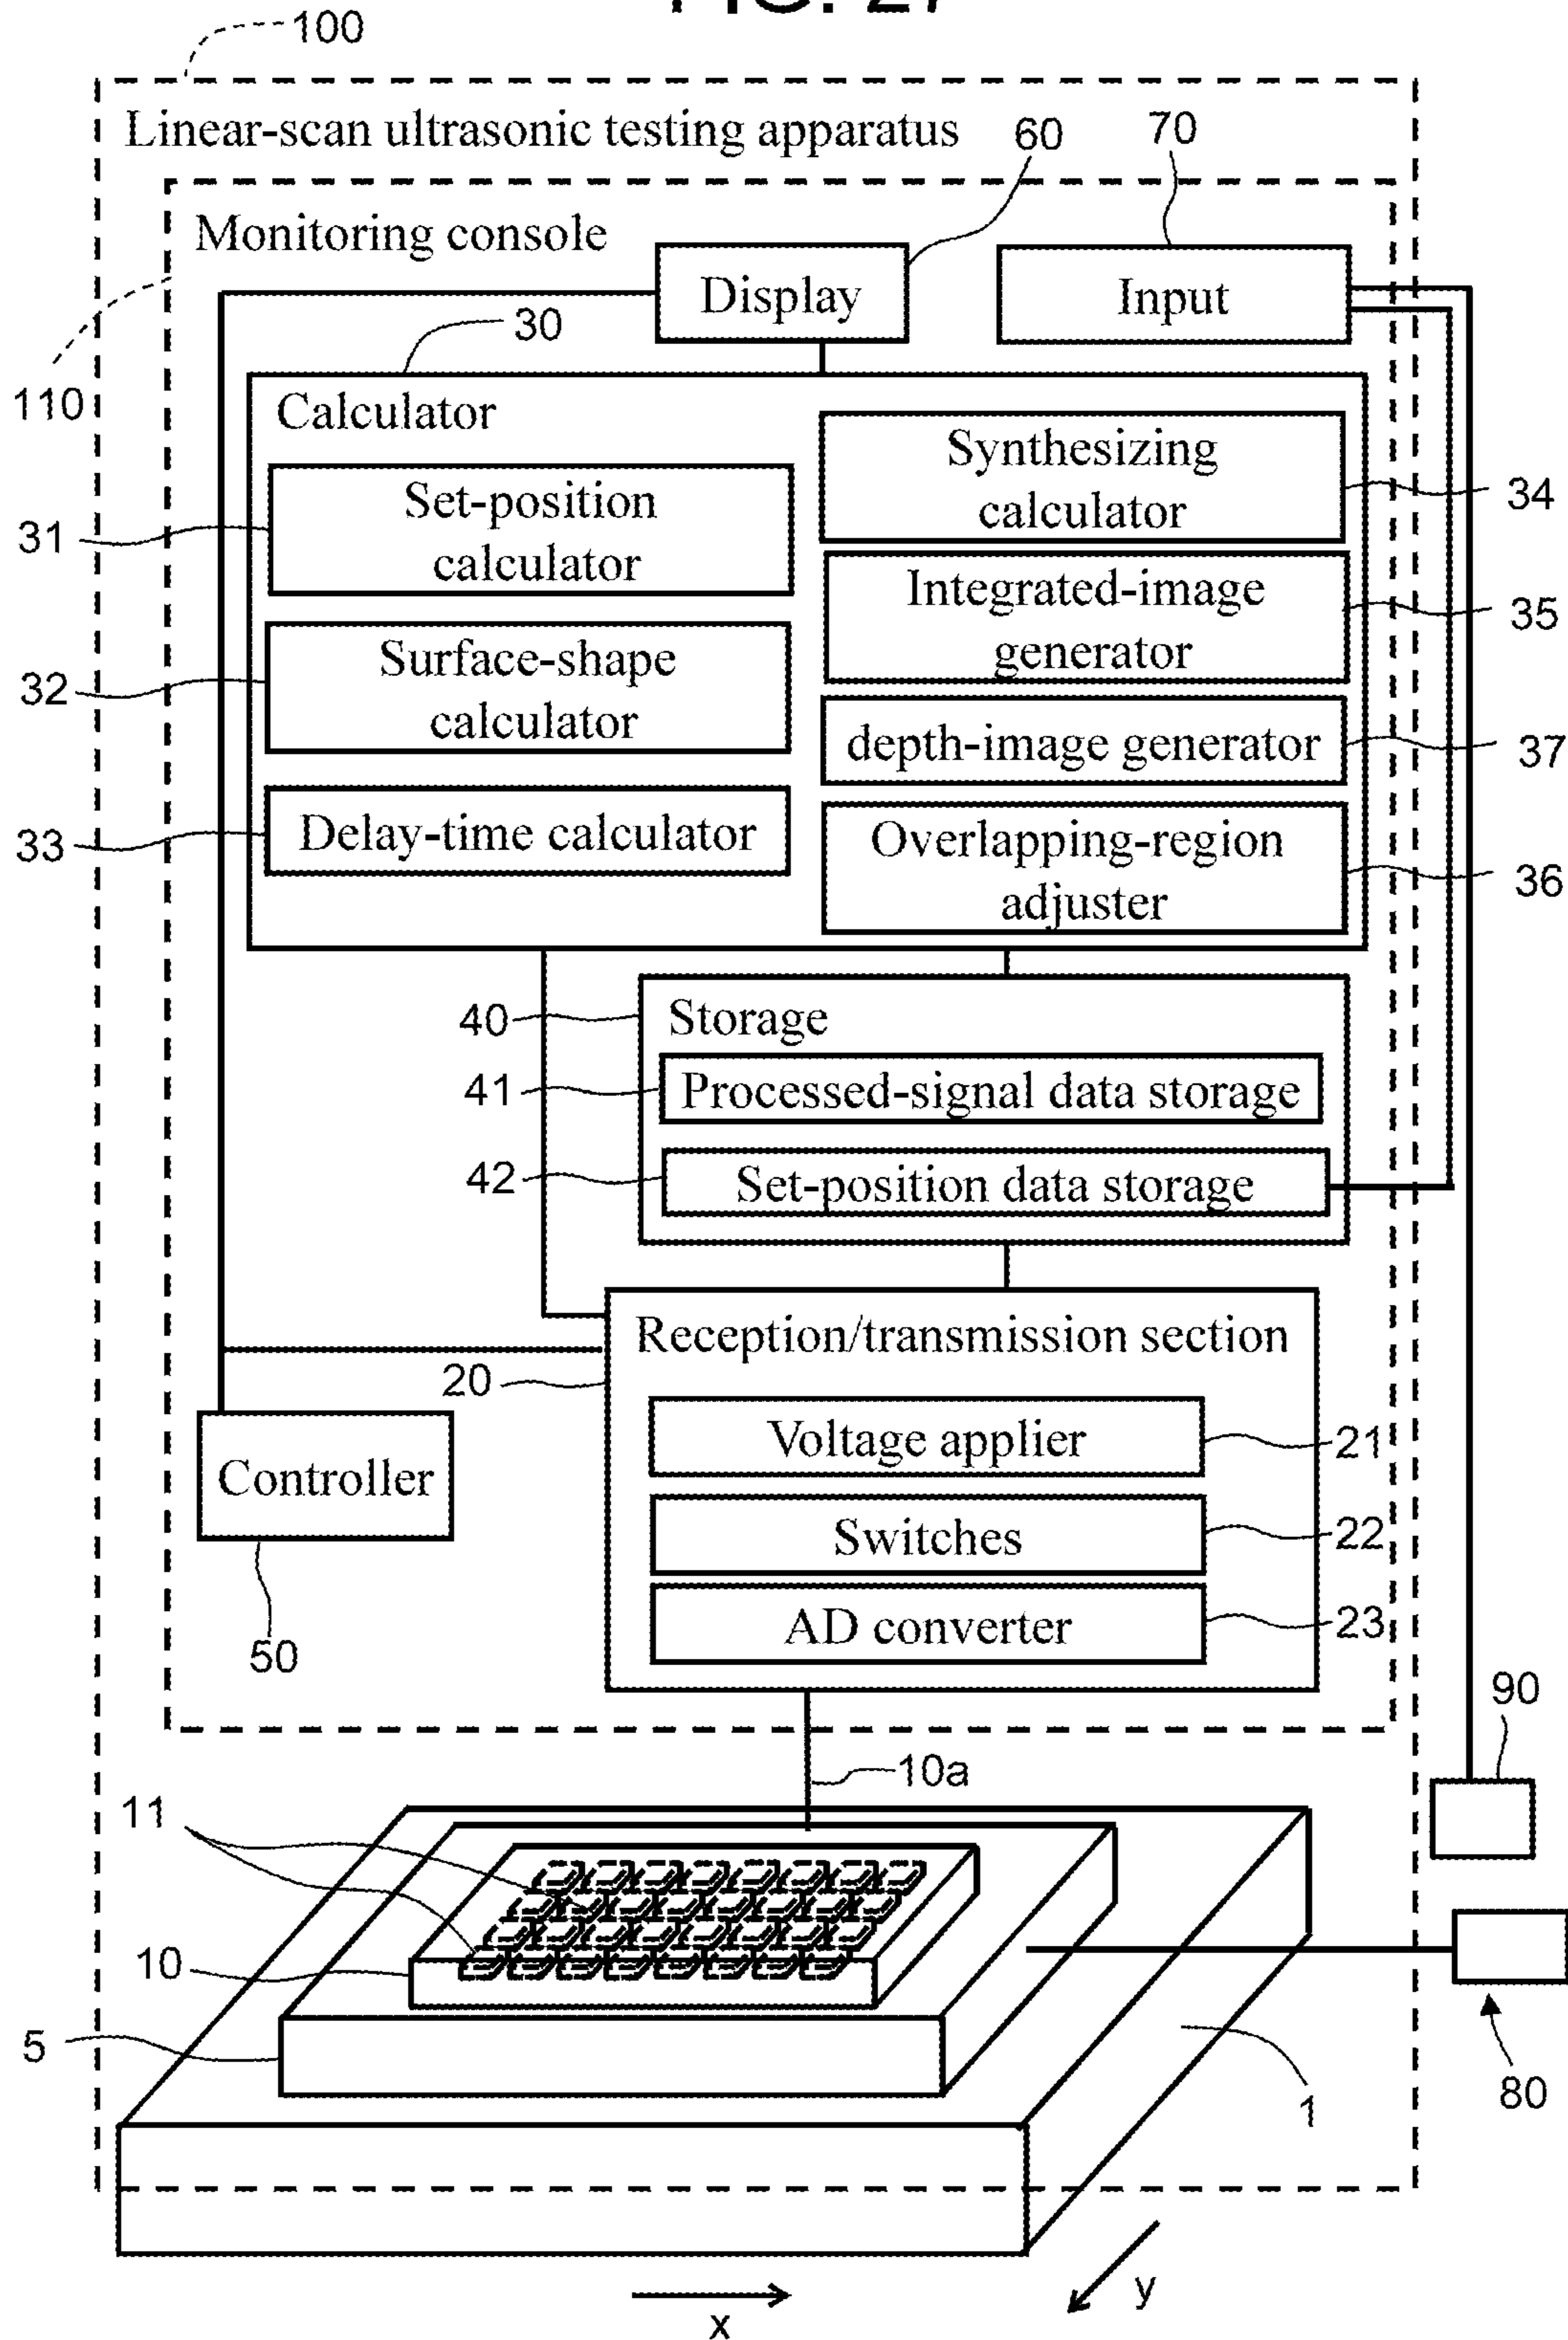 FIG. 27
100
Linear-scan ultrasonic testing apparatus
60
70
Monitoring console
Display
Input
30
110
Calculator
Synthesizing
calculator
34
Set-position
calculator
31
Integrated-image
generator
35
Surface-shape
calculator
32
depth-image generator
37
Delay-time calculator
33
Overlapping-region
adjuster
36
40
Storage
41
Processed-signal data storage
42
Set-position data storage
Reception/transmission section
20
Voltage applier
21
Controller
Switches
22
AD converter
23
50
90
10a
11
10
5
1
80
x
y